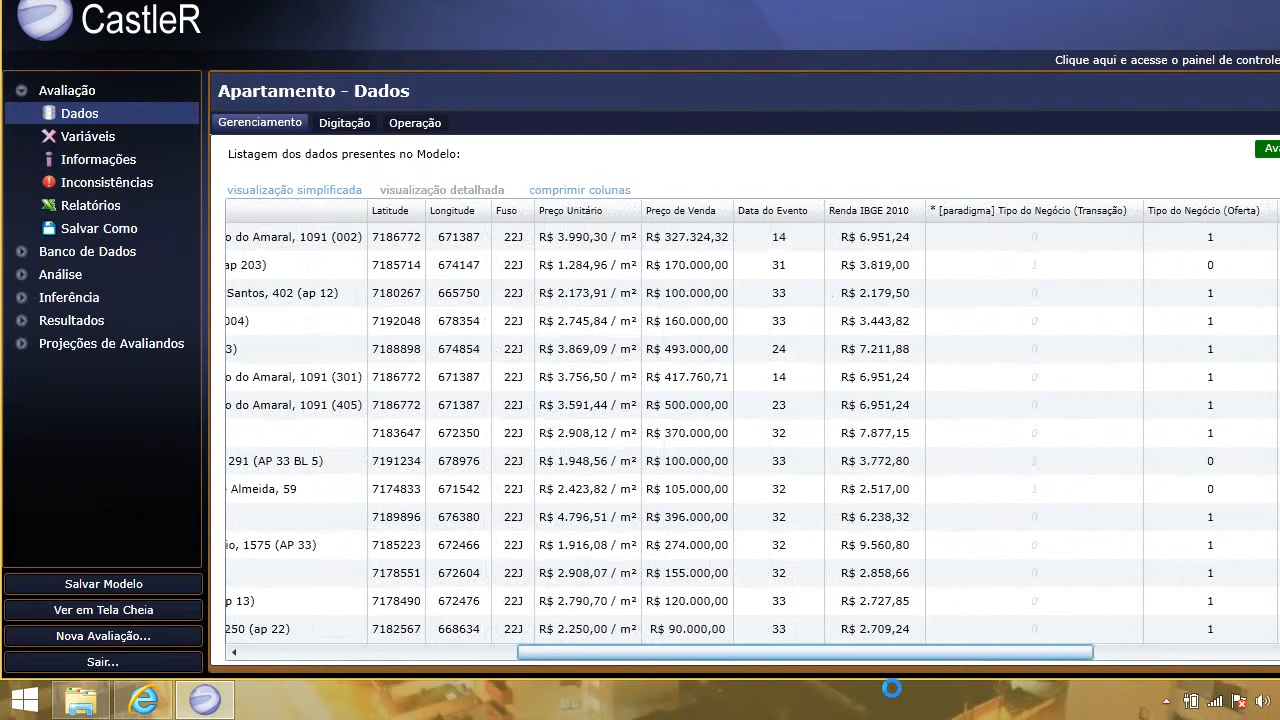 CastleR
Clique aqui e acesse o painel de controle
Avaliação
Dados
Variáveis
Informações
Inconsistências
Relatórios
Salvar Como
Banco de Dados
Análise
Inferência
Resultados
Projeções de Avaliandos
Salvar Modelo
Ver em Tela Cheia
Nova Avaliação...
Sair...
Apartamento - Dados
Gerenciamento Digitação Operação
Listagem dos dados presentes no Modelo:
Ava
visualização simplificada visualização detalhada comprimir colunas
Latitude Longitude Fuso Preço Unitário Preço de Venda Data do Evento Renda IBGE 2010 * [paradigma] Tipo do Negócio (Transação) Tipo do Negócio (Oferta)
o do Amaral, 1091 (002) 7186772 671387 22J R$ 3.990,30 / m² R$ 327.324,32 14 R$ 6.951,24 0 1
ap 203) 7185714 674147 22J R$ 1.284,96 / m² R$ 170.000,00 31 R$ 3.819,00 1 0
Santos, 402 (ap 12) 7180267 665750 22J R$ 2.173,91 / m² R$ 100.000,00 33 R$ 2.179,50 0 1
004) 7192048 678354 22J R$ 2.745,84 / m² R$ 160.000,00 33 R$ 3.443,82 0 1
3) 7188898 674854 22J R$ 3.869,09 / m² R$ 493.000,00 24 R$ 7.211,88 0 1
o do Amaral, 1091 (301) 7186772 671387 22J R$ 3.756,50 / m² R$ 417.760,71 14 R$ 6.951,24 0 1
o do Amaral, 1091 (405) 7186772 671387 22J R$ 3.591,44 / m² R$ 500.000,00 23 R$ 6.951,24 0 1
7183647 672350 22J R$ 2.908,12 / m² R$ 370.000,00 32 R$ 7.877,15 0 1
291 (AP 33 BL 5) 7191234 678976 22J R$ 1.948,56 / m² R$ 100.000,00 33 R$ 3.772,80 1 0
Almeida, 59 7174833 671542 22J R$ 2.423,82 / m² R$ 105.000,00 32 R$ 2.517,00 1 0
7189896 676380 22J R$ 4.796,51 / m² R$ 396.000,00 32 R$ 6.238,32 0 1
io, 1575 (AP 33) 7185223 672466 22J R$ 1.916,08 / m² R$ 274.000,00 32 R$ 9.560,80 0 1
7178551 672604 22J R$ 2.908,07 / m² R$ 155.000,00 32 R$ 2.858,66 0 1
p 13) 7178490 672476 22J R$ 2.790,70 / m² R$ 120.000,00 33 R$ 2.727,85 0 1
250 (ap 22) 7182567 668634 22J R$ 2.250,00 / m² R$ 90.000,00 33 R$ 2.709,24 0 1